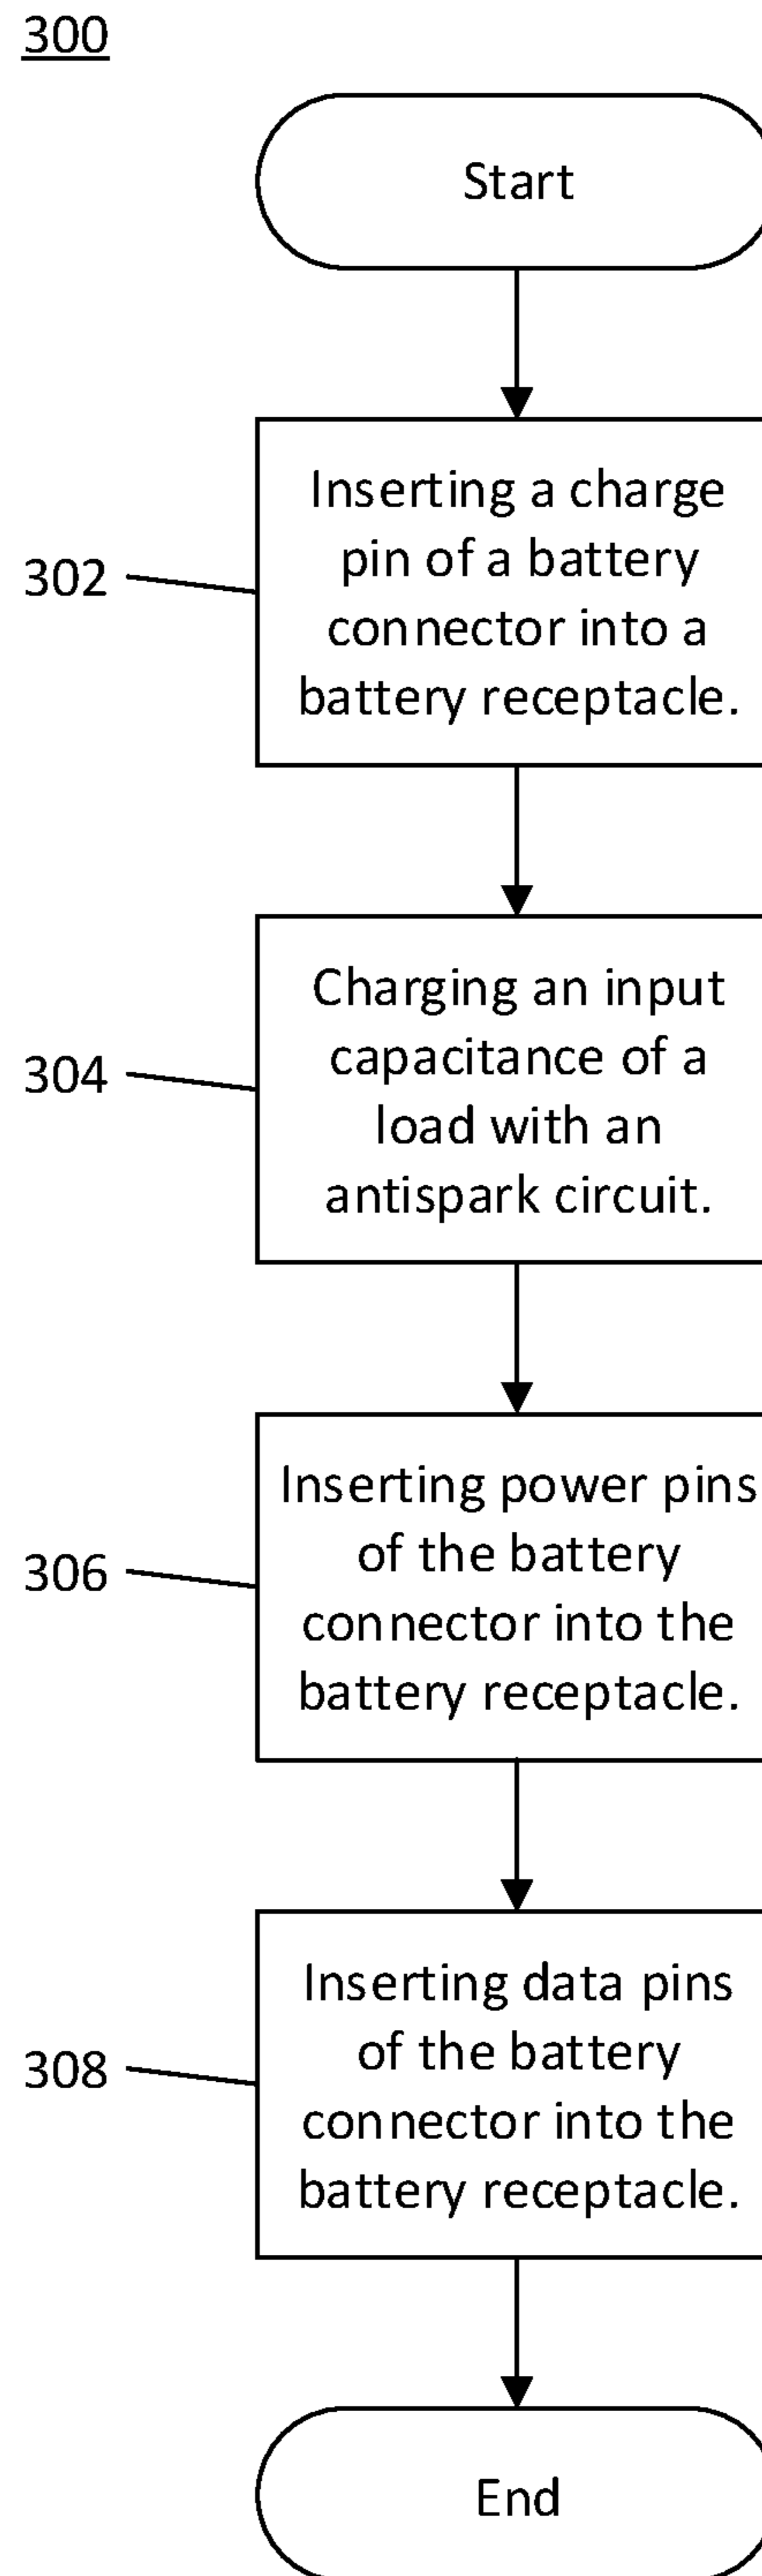 300
Start
302
Inserting a charge
pin of a battery
connector into a
battery receptacle.
304
Charging an input
capacitance of a
load with an
antispark circuit.
306
Inserting power pins
of the battery
connector into the
battery receptacle.
308
Inserting data pins
of the battery
connector into the
battery receptacle.
End